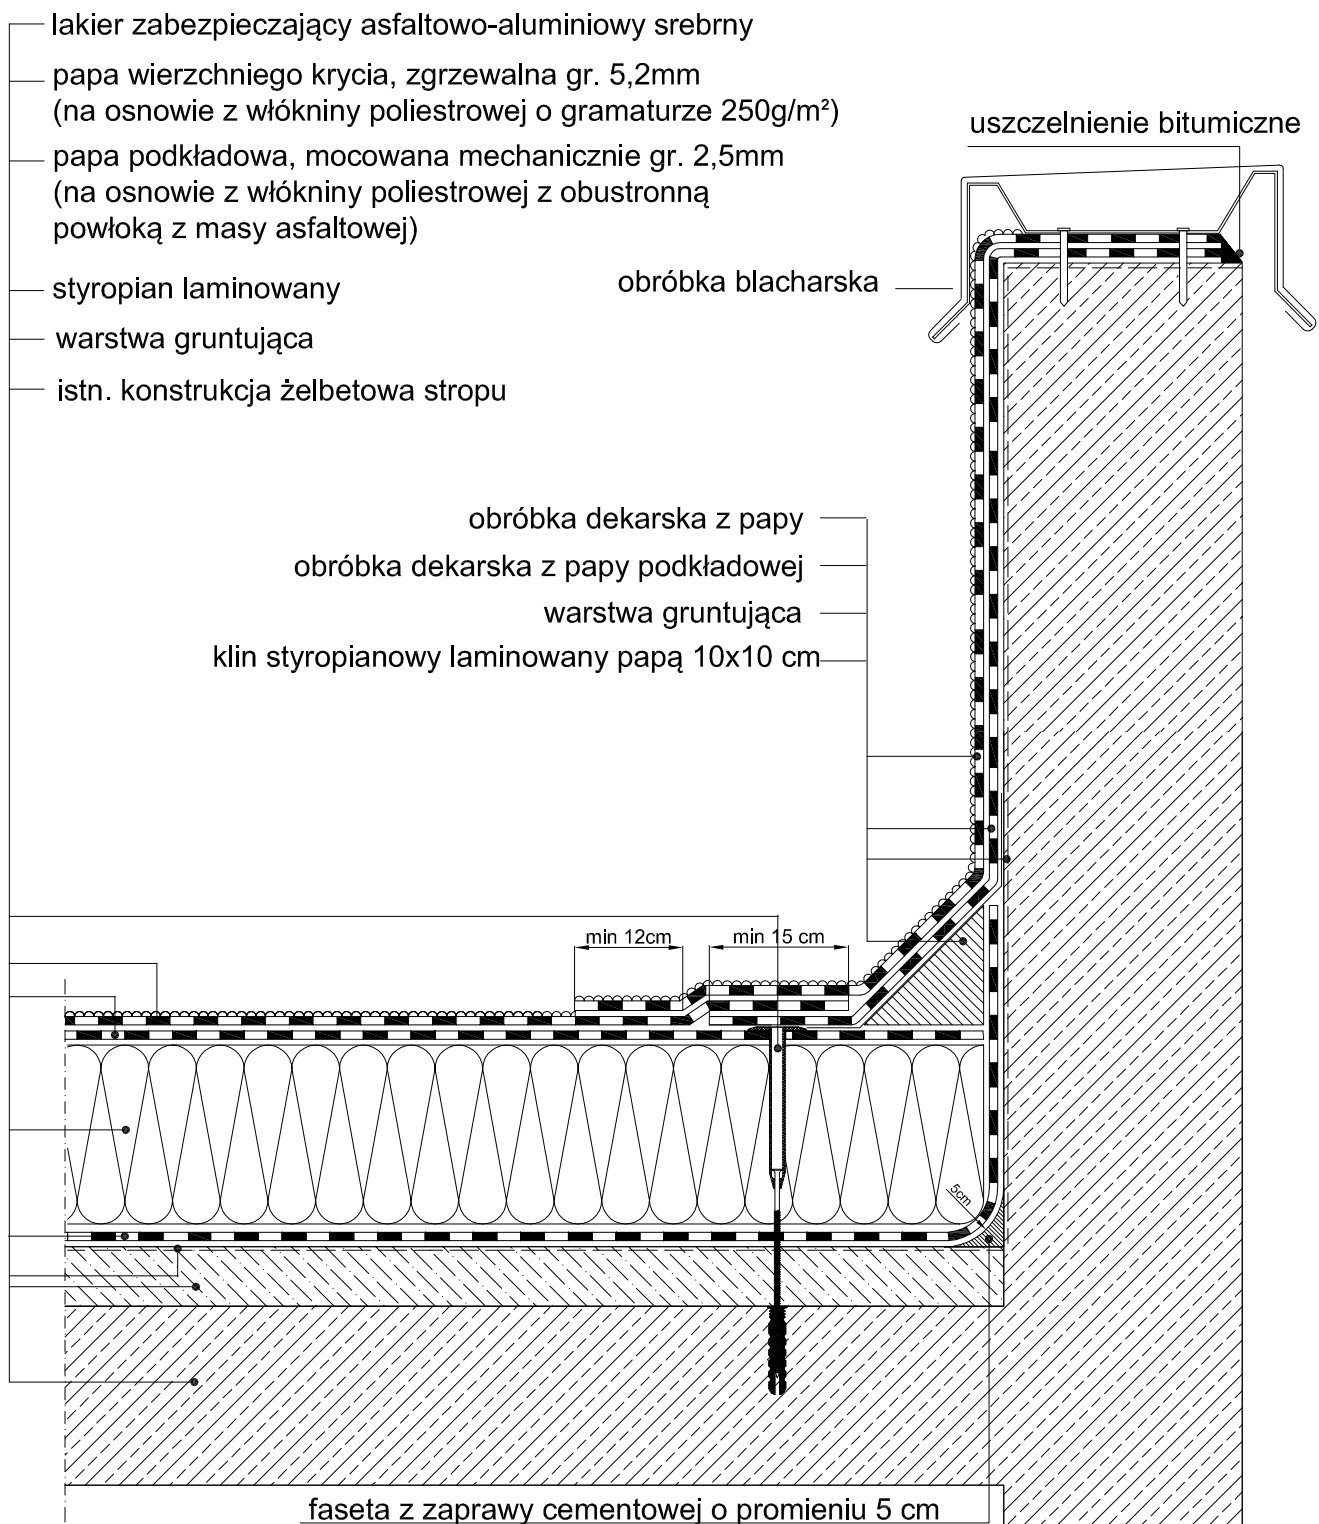 lakier zabezpieczający asfaltowo-aluminiowy srebrny
papa wierzchniego krycia, zgrzewalna gr. 5,2mm
(na osnowie z włókniny poliestrowej o gramaturze 250g/m²)
uszczelnienie bitumiczne
papa podkładowa, mocowana mechanicznie gr. 2,5mm
(na osnowie z włókniny poliestrowej z obustronną
powłoką z masy asfaltowej)
styropian laminowany
obróbka blacharska
warstwa gruntująca
istn. konstrukcja żelbetowa stropu
obróbka dekarska z papy
obróbka dekarska z papy podkładowej
warstwa gruntująca
klin styropianowy laminowany papą 10x10 cm
min 12cm
min 15 cm
5cm
faseta z zaprawy cementowej o promieniu 5 cm